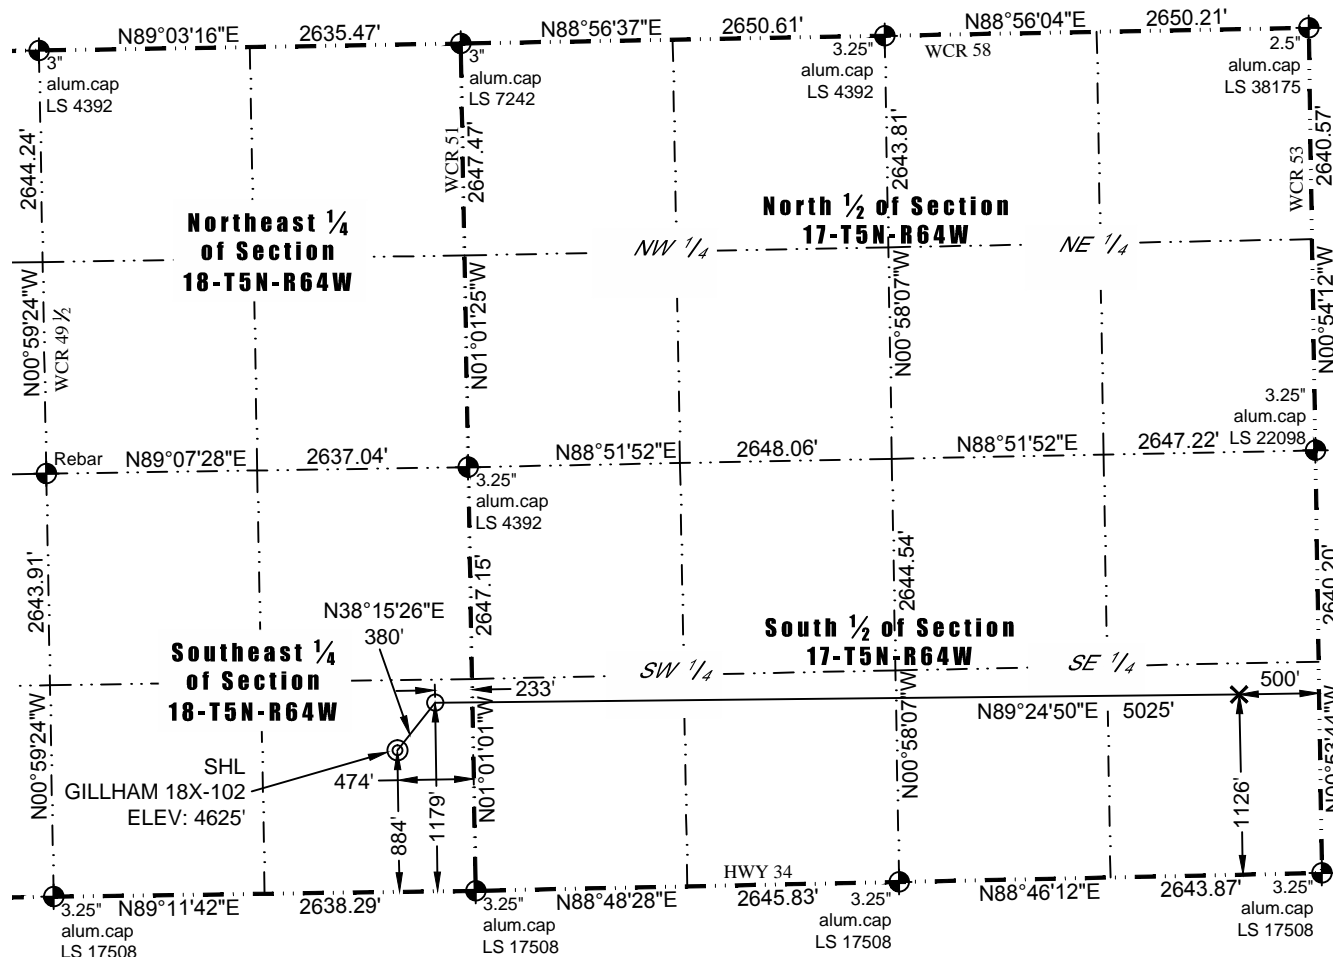 N89°03'16"E 2635.47' N88°56'37"E 2650.61' N88°56'04"E 2650.21'
3"
alum.cap
LS 4392
3"
alum.cap
LS 7242
3.25"
alum.cap
LS 4392
WCR 58
2.5"
alum.cap
LS 38175
2644.24'
WCR 51
2647.47'
2643.81'
WCR 53
2640.57'
Northeast ¼
of Section
18-T5N-R64W
North ½ of Section
17-T5N-R64W
NW 1/4
NE 1/4
N00°59'24"W
WCR 49 ½
N01°01'25"W
N00°58'07"W
N00°54'12"W
3.25"
alum.cap
LS 22098
Rebar
N89°07'28"E 2637.04' N88°51'52"E 2648.06' N88°51'52"E 2647.22'
3.25"
alum.cap
LS 4392
2643.91'
2647.15'
2644.54'
2640.20'
N38°15'26"E
380'
Southeast ¼
of Section
18-T5N-R64W
South ½ of Section
17-T5N-R64W
SW 1/4
SE 1/4
233'
500'
N89°24'50"E 5025'
SHL
GILLHAM 18X-102
ELEV: 4625'
474'
884'
1179'
1126'
N00°59'24"W
N01°01'01"W
N00°58'07"W
N00°53'44"W
HWY 34
N89°11'42"E 2638.29' N88°48'28"E 2645.83' N88°46'12"E 2643.87'
3.25"
alum.cap
LS 17508
3.25"
alum.cap
LS 17508
3.25"
alum.cap
LS 17508
3.25"
alum.cap
LS 17508